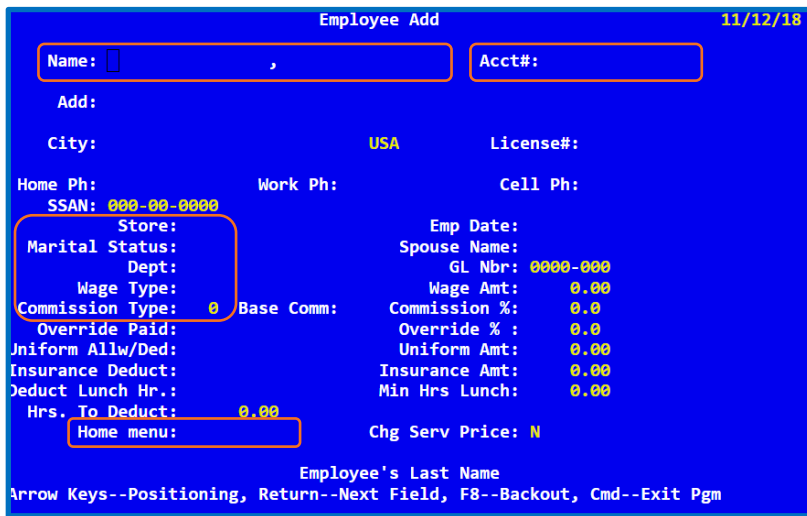 Employee Add 11/12/18
Name: , Acct#:
Add:
City: USA License#:
Home Ph: Work Ph: Cell Ph:
SSAN: 000-00-0000
Store: Emp Date:
Marital Status: Spouse Name:
Dept: GL Nbr: 0000-000
Wage Type: Wage Amt: 0.00
Commission Type: 0 Base Comm: Commission %: 0.0
Override Paid: Override % : 0.0
Uniform Allw/Ded: Uniform Amt: 0.00
Insurance Deduct: Insurance Amt: 0.00
Deduct Lunch Hr.: Min Hrs Lunch: 0.00
Hrs. To Deduct: 0.00
Home menu: Chg Serv Price: N
Employee's Last Name
Arrow Keys--Positioning, Return--Next Field, F8--Backout, Cmd--Exit Pgm